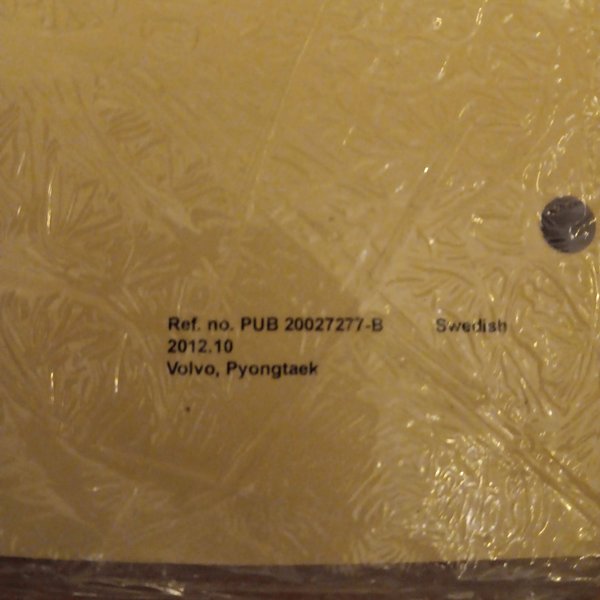 Ref. no. PUB 20027277-B Swedish
2012.10
Volvo, Pyongtaek